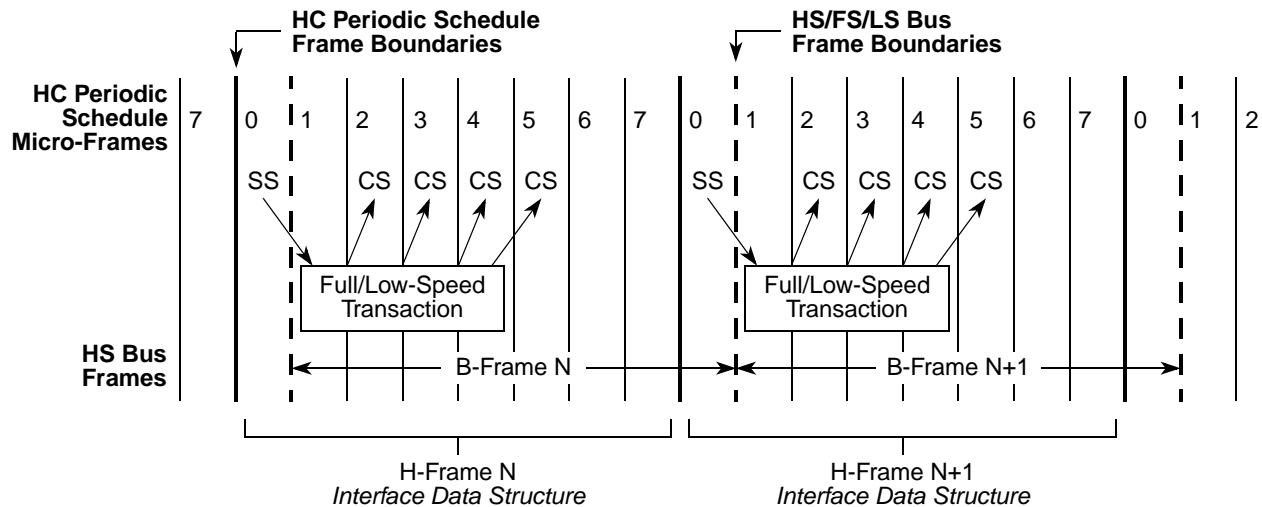 HC Periodic Schedule
Frame Boundaries
HS/FS/LS Bus
Frame Boundaries
HC Periodic
Schedule
Micro-Frames
7 0 1 2 3 4 5 6 7 0 1 2 3 4 5 6 7 0 1 2
SS CS CS CS CS SS CS CS CS CS
Full/Low-Speed
Transaction
Full/Low-Speed
Transaction
HS Bus
Frames
B-Frame N B-Frame N+1
H-Frame N
Interface Data Structure
H-Frame N+1
Interface Data Structure